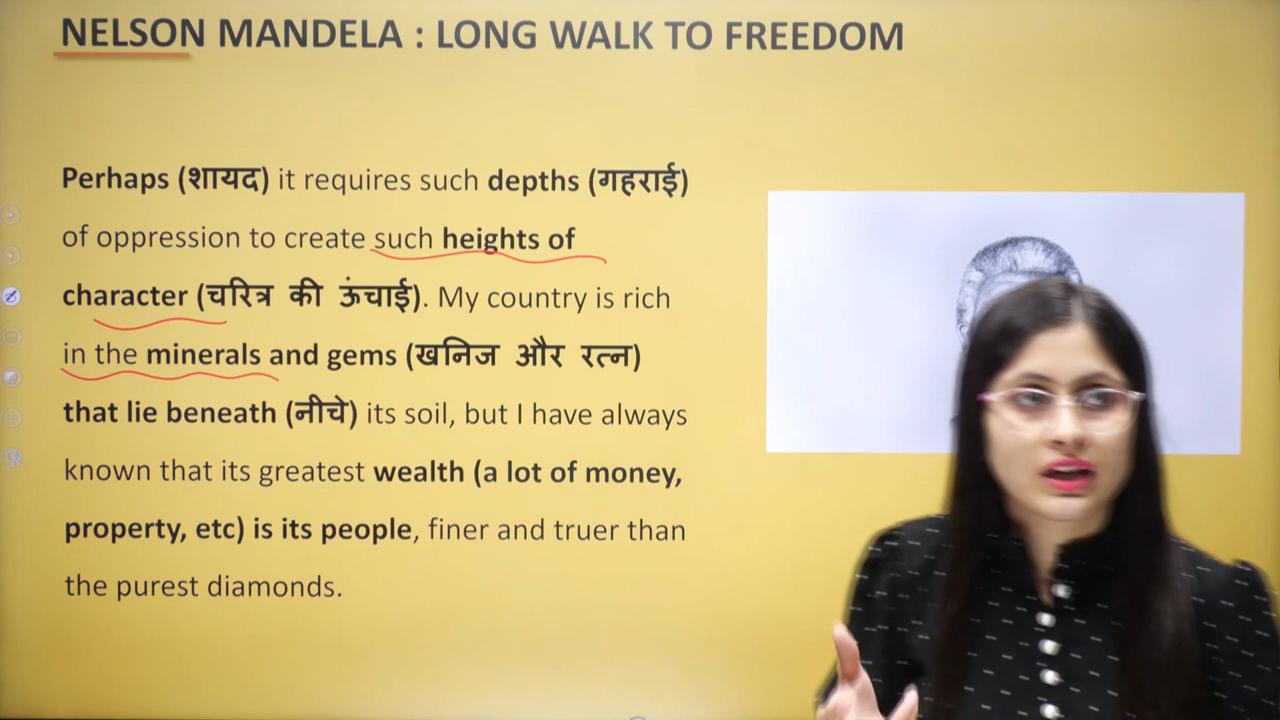 NELSON MANDELA : LONG WALK TO FREEDOM
Perhaps (शायद) it requires such depths (गहराई)
of oppression to create such heights of
character (चरित्र की ऊंचाई). My country is rich
in the minerals and gems (खनिज और रत्न)
that lie beneath (नीचे) its soil, but I have always
known that its greatest wealth (a lot of money,
property, etc) is its people, finer and truer than
the purest diamonds.